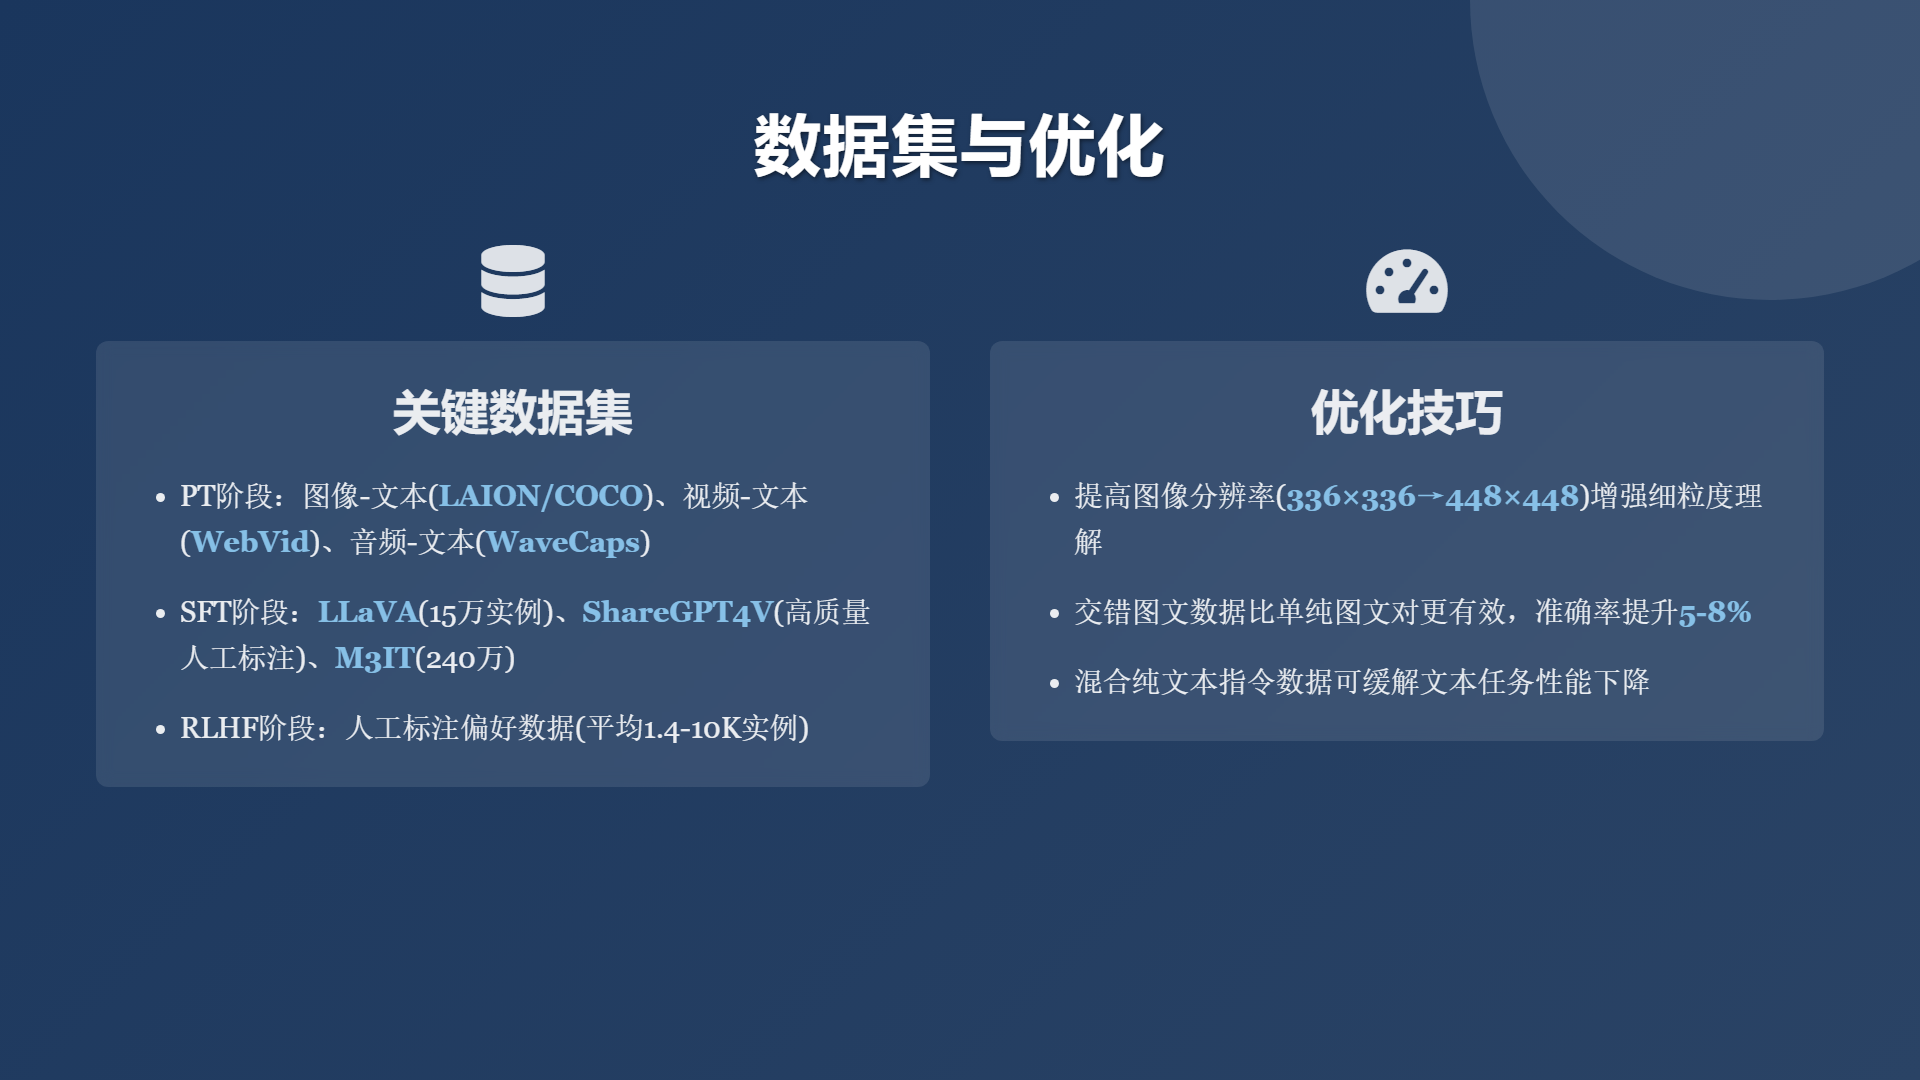 数据集与优化
关键数据集
• PT阶段：图像-文本(LAION/COCO)、视频-文本
(WebVid)、音频-文本(WaveCaps)
• SFT阶段：LLaVA(15万实例)、ShareGPT4V(高质量
人工标注)、M3IT(240万)
• RLHF阶段：人工标注偏好数据(平均1.4-10K实例)
优化技巧
• 提高图像分辨率(336×336→448×448)增强细粒度理
解
• 交错图文数据比单纯图文对更有效，准确率提升5-8%
• 混合纯文本指令数据可缓解文本任务性能下降